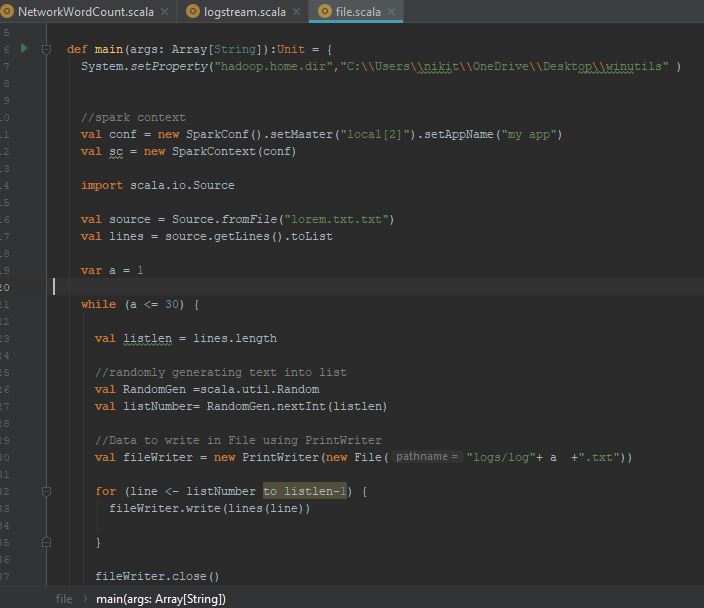 NetworkWordCount.scala × logstream.scala × file.scala ×
5
6 def main(args: Array[String]):Unit = {
7 System.setProperty("hadoop.home.dir","C:\\Users\\nikit\\OneDrive\\Desktop\\winutils" )
8
9
10 //spark context
11 val conf = new SparkConf().setMaster("local[2]").setAppName("my app")
12 val sc = new SparkContext(conf)
13
14 import scala.io.Source
15
16 val source = Source.fromFile("lorem.txt.txt")
17 val lines = source.getLines().toList
18
19 var a = 1
20
21 while (a <= 30) {
22
23 val listlen = lines.length
24
25 //randomly generating text into list
26 val RandomGen =scala.util.Random
27 val listNumber= RandomGen.nextInt(listlen)
28
29 //Data to write in File using PrintWriter
30 val fileWriter = new PrintWriter(new File( pathname = "logs/log"+ a +".txt"))
31
32 for (line <- listNumber to listlen-1) {
33 fileWriter.write(lines(line))
34
35 }
36
37 fileWriter.close()
file › main(args: Array[String])